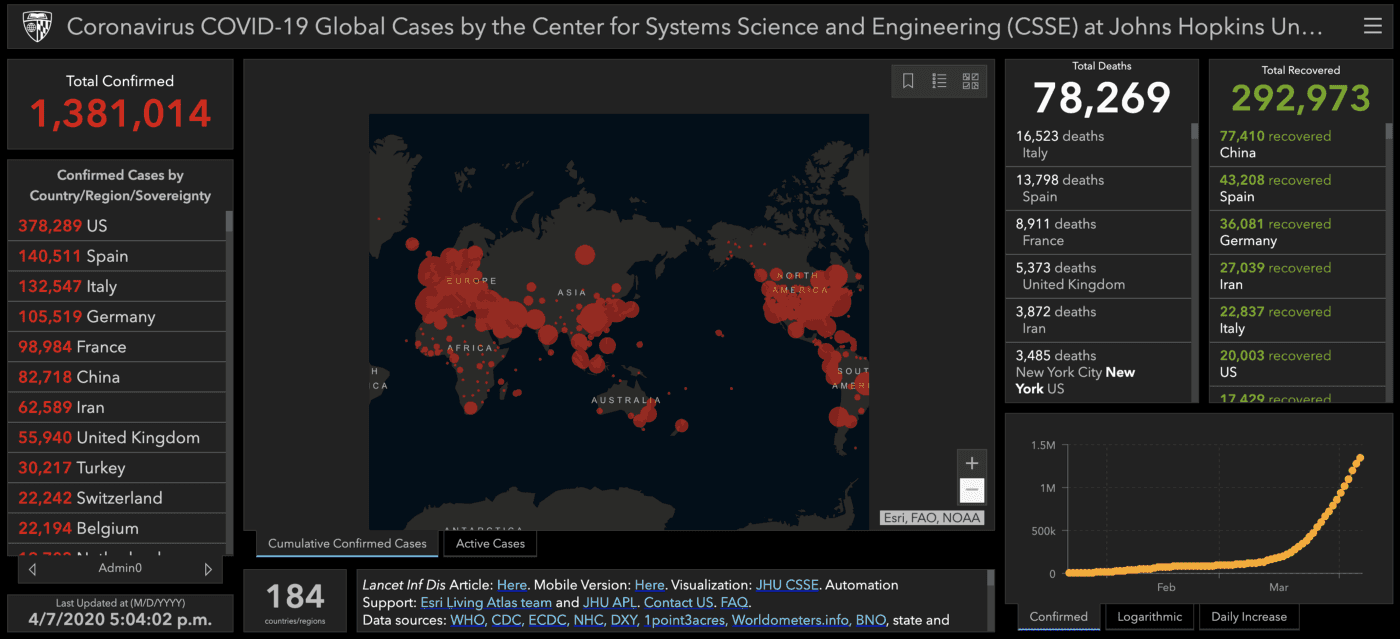 Coronavirus COVID-19 Global Cases by the Center for Systems Science and Engineering (CSSE) at Johns Hopkins Un…
Total Confirmed
1,381,014
Confirmed Cases by
Country/Region/Sovereignty
378,289 US
140,511 Spain
132,547 Italy
105,519 Germany
98,984 France
82,718 China
62,589 Iran
55,940 United Kingdom
30,217 Turkey
22,242 Switzerland
22,194 Belgium
Admin0
Last Updated at (M/D/YYYY)
4/7/2020 5:04:02 p.m.
EUROPE
ASIA
AFRICA
AUSTRALIA
NORTH
AMERICA
H
ICA
SOUT
AMERI
ANTARCTICA
Esri, FAO, NOAA
Cumulative Confirmed Cases
Active Cases
184
countries/regions
Lancet Inf Dis Article: Here. Mobile Version: Here. Visualization: JHU CSSE. Automation
Support: Esri Living Atlas team and JHU APL. Contact US. FAQ.
Data sources: WHO, CDC, ECDC, NHC, DXY, 1point3acres, Worldometers.info, BNO, state and
Total Deaths
78,269
16,523 deaths
Italy
13,798 deaths
Spain
8,911 deaths
France
5,373 deaths
United Kingdom
3,872 deaths
Iran
3,485 deaths
New York City New
York US
Total Recovered
292,973
77,410 recovered
China
43,208 recovered
Spain
36,081 recovered
Germany
27,039 recovered
Iran
22,837 recovered
Italy
20,003 recovered
US
17,429 recovered
1.5M
1M
500k
0
Feb
Mar
Confirmed
Logarithmic
Daily Increase